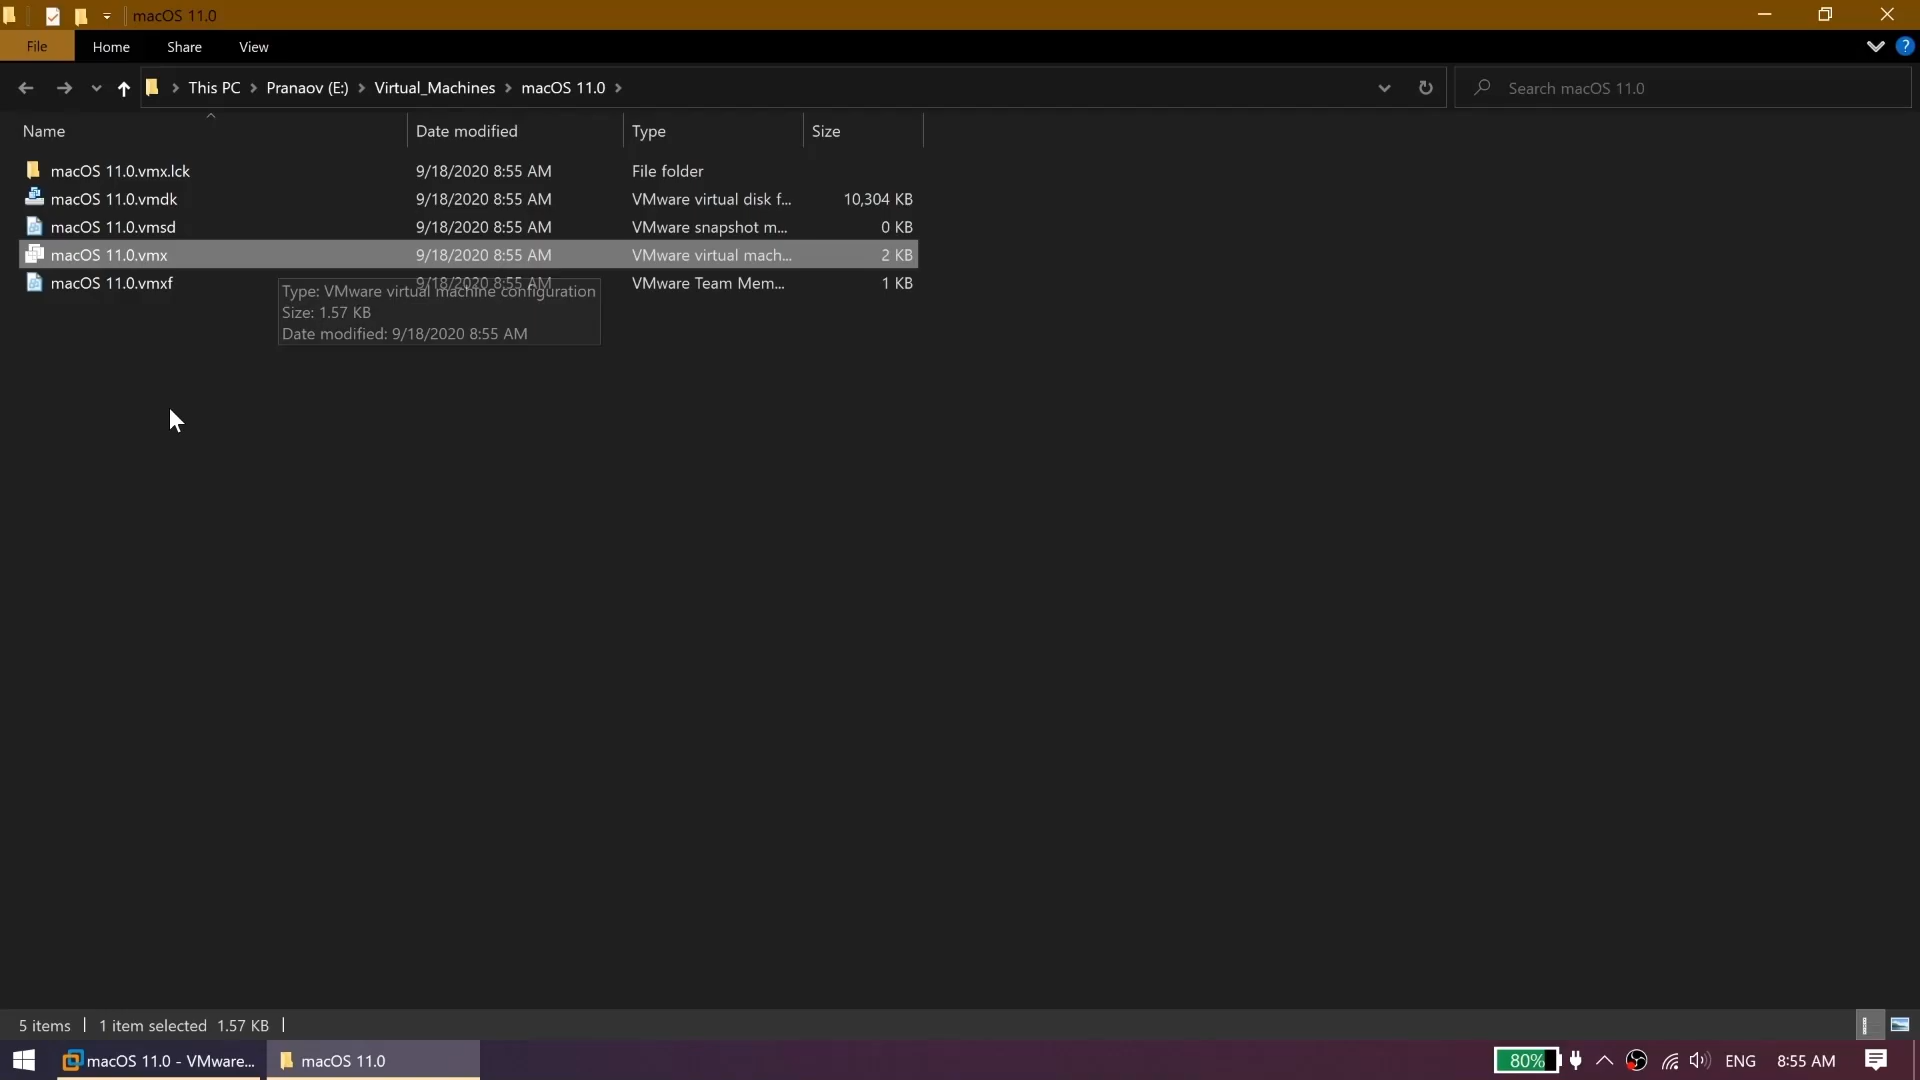 macOS 11.0
File Home Share View
This PC Pranaov (E:) Virtual_Machines macOS 11.0
Search macOS 11.0
Name Date modified Type Size
macOS 11.0.vmx.lck 9/18/2020 8:55 AM File folder
macOS 11.0.vmdk 9/18/2020 8:55 AM VMware virtual disk f... 10,304 KB
macOS 11.0.vmsd 9/18/2020 8:55 AM VMware snapshot m... 0 KB
macOS 11.0.vmx 9/18/2020 8:55 AM VMware virtual mach... 2 KB
macOS 11.0.vmxf 9/18/2020 8:55 AM VMware Team Mem... 1 KB
Type: VMware virtual machine configuration
Size: 1.57 KB
Date modified: 9/18/2020 8:55 AM
5 items 1 item selected 1.57 KB
macOS 11.0 - VMware... macOS 11.0 80% ENG 8:55 AM